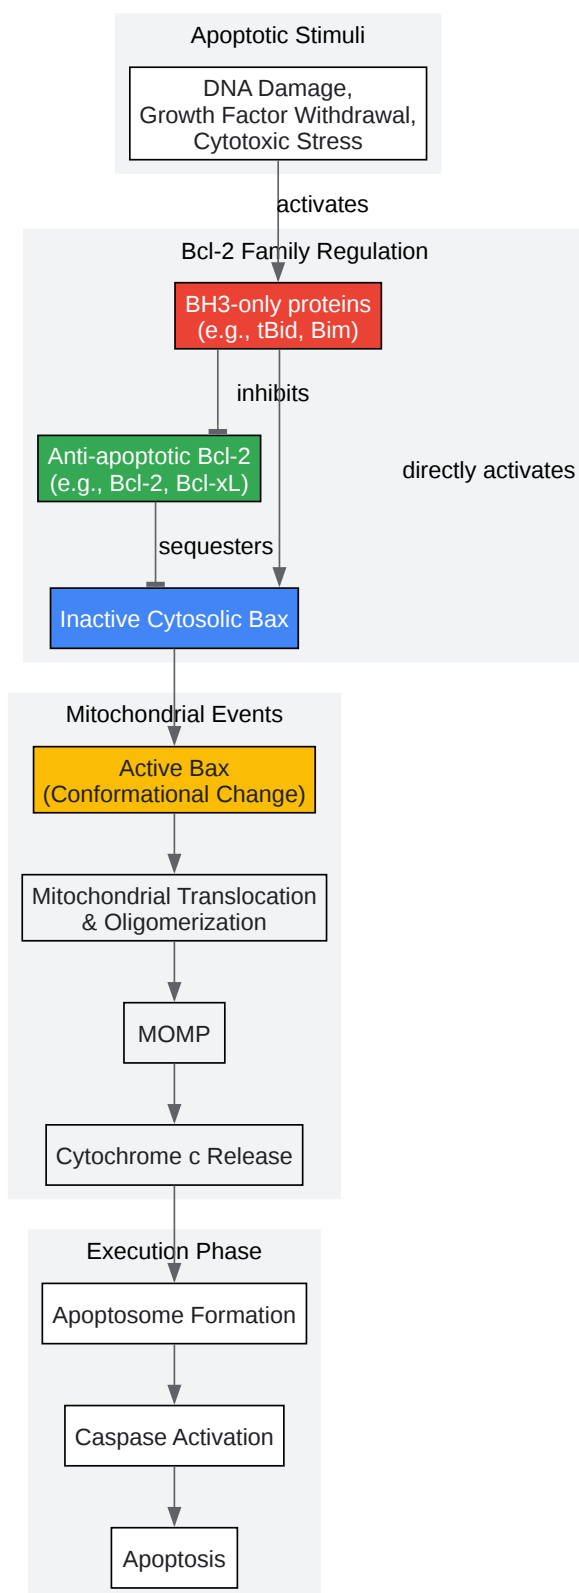 Apoptotic Stimuli
DNA Damage,
Growth Factor Withdrawal,
Cytotoxic Stress
activates
Bcl-2 Family Regulation
BH3-only proteins
(e.g., tBid, Bim)
inhibits
Anti-apoptotic Bcl-2
(e.g., Bcl-2, Bcl-xL)
directly activates
sequesters
Inactive Cytosolic Bax
Mitochondrial Events
Active Bax
(Conformational Change)
Mitochondrial Translocation
& Oligomerization
MOMP
Cytochrome c Release
Execution Phase
Apoptosome Formation
Caspase Activation
Apoptosis